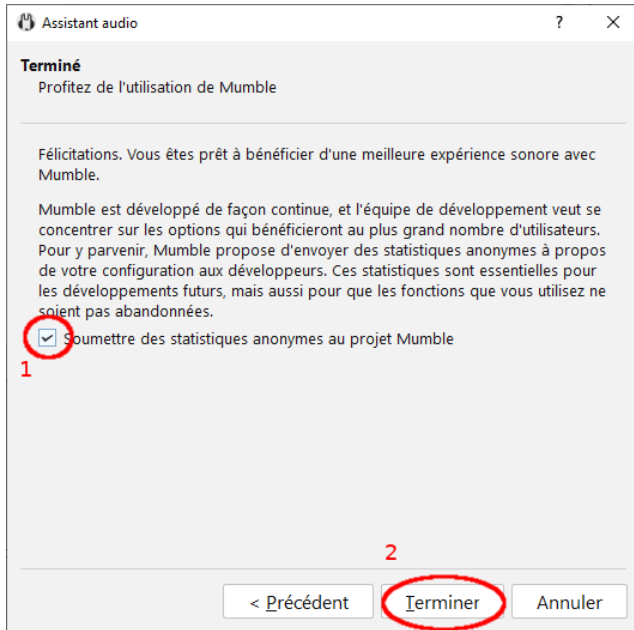 Assistant audio
?
Terminé
Profitez de l'utilisation de Mumble
Félicitations. Vous êtes prêt à bénéficier d'une meilleure expérience sonore avec
Mumble.
Mumble est développé de façon continue, et l'équipe de développement veut se
concentrer sur les options qui bénéficieront au plus grand nombre d'utilisateurs.
Pour y parvenir, Mumble propose d'envoyer des statistiques anonymes à propos
de votre configuration aux développeurs. Ces statistiques sont essentielles pour
les développements futurs, mais aussi pour que les fonctions que vous utilisez ne
soient pas abandonnées.
Soumettre des statistiques anonymes au projet Mumble
1
2
< Précédent
Terminer
Annuler